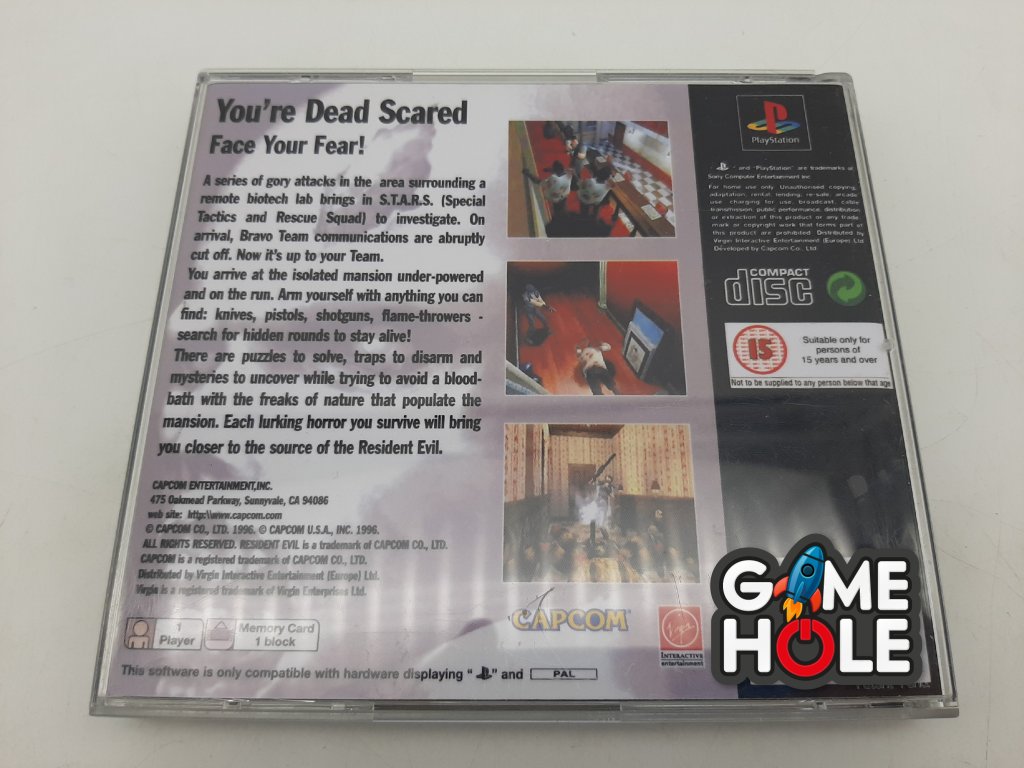 You're Dead Scared
Face Your Fear!
A series of gory attacks in the area surrounding a
remote biotech lab brings in S.T.A.R.S. (Special
Tactics and Rescue Squad) to investigate. On
arrival, Bravo Team communications are abruptly
cut off. Now it's up to your Team.
You arrive at the isolated mansion under-powered
and on the run. Arm yourself with anything you can
find: knives, pistols, shotguns, flame-throwers -
search for hidden rounds to stay alive!
There are puzzles to solve, traps to disarm and
mysteries to uncover while trying to avoid a blood-
bath with the freaks of nature that populate the
mansion. Each lurking horror you survive will bring
you closer to the source of the Resident Evil.
CAPCOM ENTERTAINMENT,INC.
475 Oakmead Parkway, Sunnyvale, CA 94086
web site: http:\\www.capcom.com
© CAPCOM CO., LTD. 1996. © CAPCOM U.S.A., INC. 1996.
ALL RIGHTS RESERVED. RESIDENT EVIL is a trademark of CAPCOM CO., LTD.
CAPCOM is a registered trademark of CAPCOM CO., LTD.
Distributed by Virgin Interactive Entertainment (Europe) Ltd.
Virgin is a registered trademark of Virgin Enterprises Ltd.
1
Player
Memory Card
1 block
This software is only compatible with hardware displaying " " and PAL
CAPCOM
INTERACTIVE
entertainment
PlayStation
" " and "PlayStation" are trademarks of
Sony Computer Entertainment Inc.
For home use only. Unauthorised copying,
adaptation, rental, lending, re-sale, arcade
use, charging for use, broadcast, cable
transmission, public performance, distribution
or extraction of this product or any trade
mark or copyright work that forms part of
this product are prohibited. Distributed by
Virgin Interactive Entertainment (Europe) Ltd
Developed by Capcom Co. Ltd.
COMPACT
disc
15
Suitable only for
persons of
15 years and over
Not to be supplied to any person below that age
GAME
HOLE